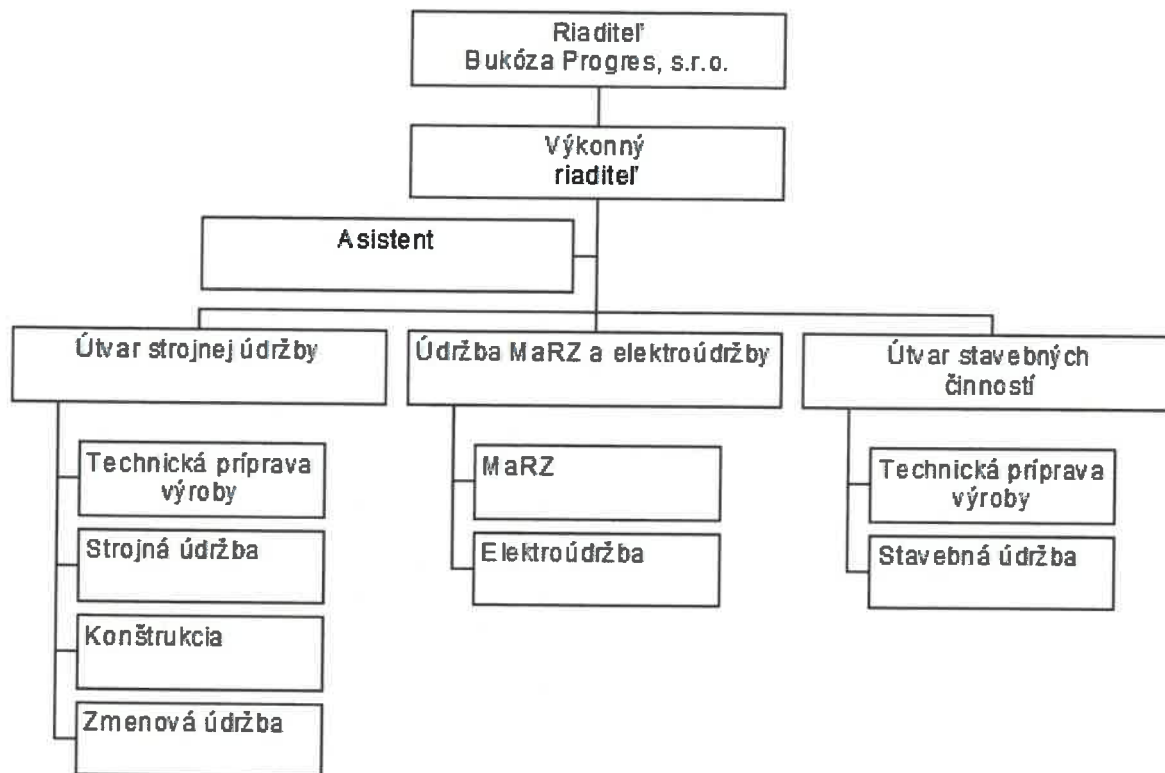 Riaditeľ
Bukóza Progres, s.r.o.
Výkonný
riaditeľ
Asistent
Útvar strojnej údržby
Technická príprava
výroby
Strojná údržba
Konštrukcia
Zmenová údržba
Údržba MaRZ a elektroúdržby
MaRZ
Elektroúdržba
Útvar stavebných
činností
Technická príprava
výroby
Stavebná údržba